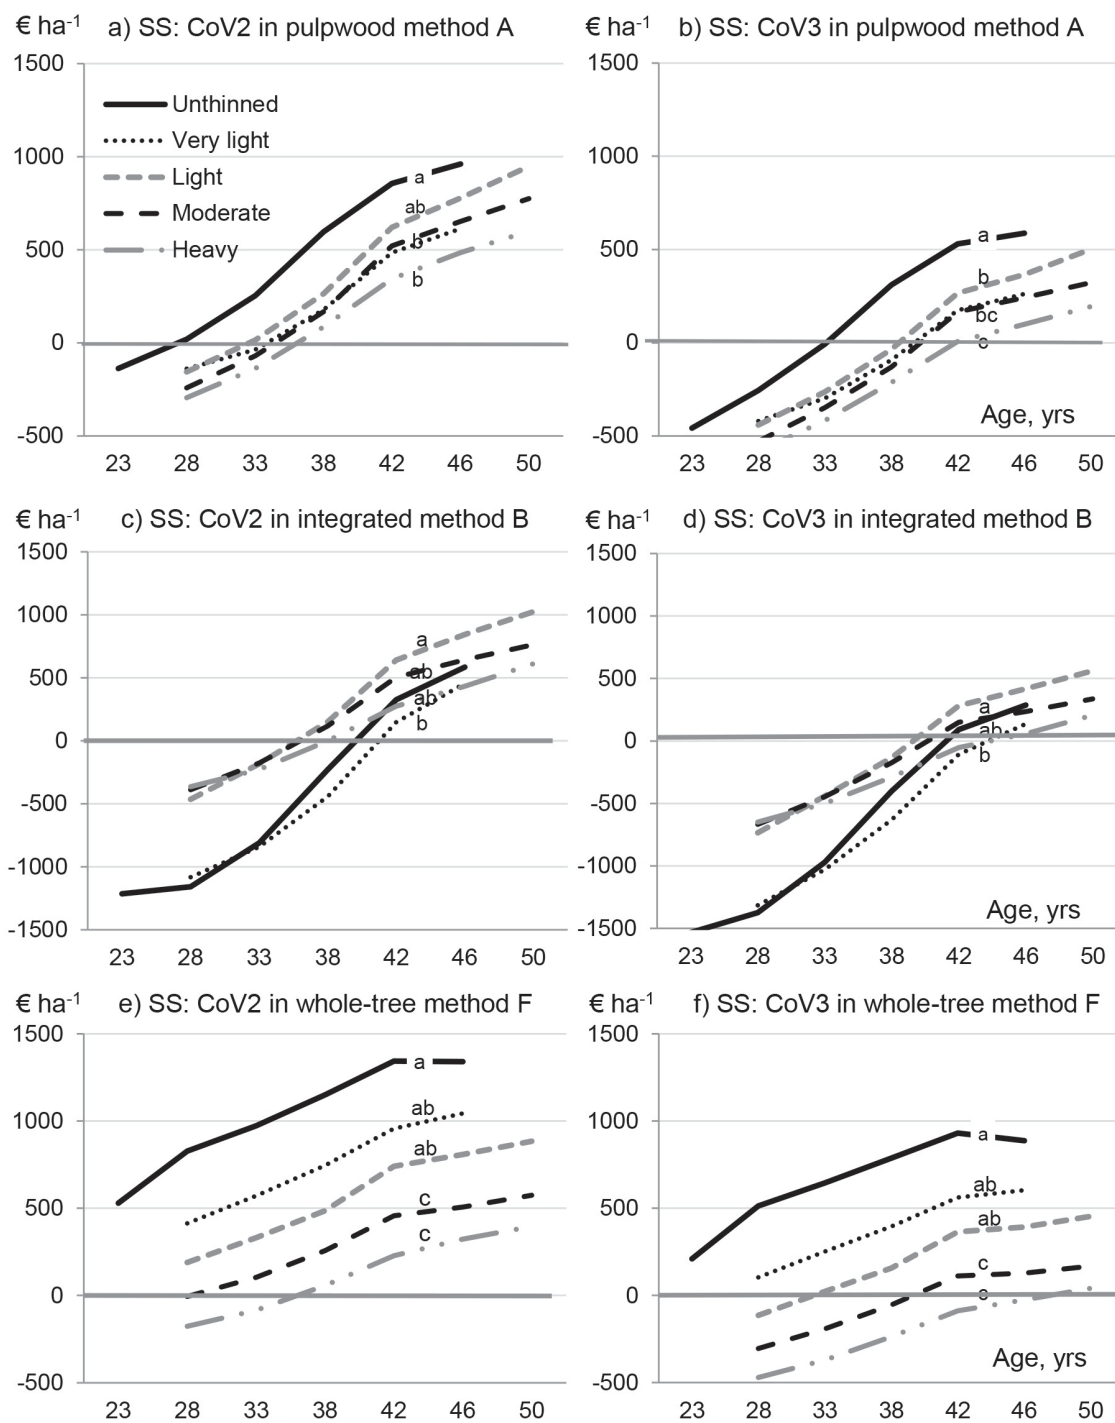 € ha-1 a) SS: CoV2 in pulpwood method A
1500
1000
500
0
-500
Unthinned
Very light
Light
Moderate
Heavy
a
ab
b
b
23 28 33 38 42 46 50
€ ha-1 b) SS: CoV3 in pulpwood method A
1500
1000
500
0
-500
a
b
bc
c
Age, yrs
23 28 33 38 42 46 50
€ ha-1 c) SS: CoV2 in integrated method B
1500
1000
500
0
-500
-1000
-1500
a
ab
ab
b
23 28 33 38 42 46 50
€ ha-1 d) SS: CoV3 in integrated method B
1500
1000
500
0
-500
-1000
-1500
a
ab
b
Age, yrs
23 28 33 38 42 46 50
€ ha-1 e) SS: CoV2 in whole-tree method F
1500
1000
500
0
-500
a
ab
ab
c
c
23 28 33 38 42 46 50
€ ha-1 f) SS: CoV3 in whole-tree method F
1500
1000
500
0
-500
a
ab
ab
c
c
Age, yrs
23 28 33 38 42 46 50